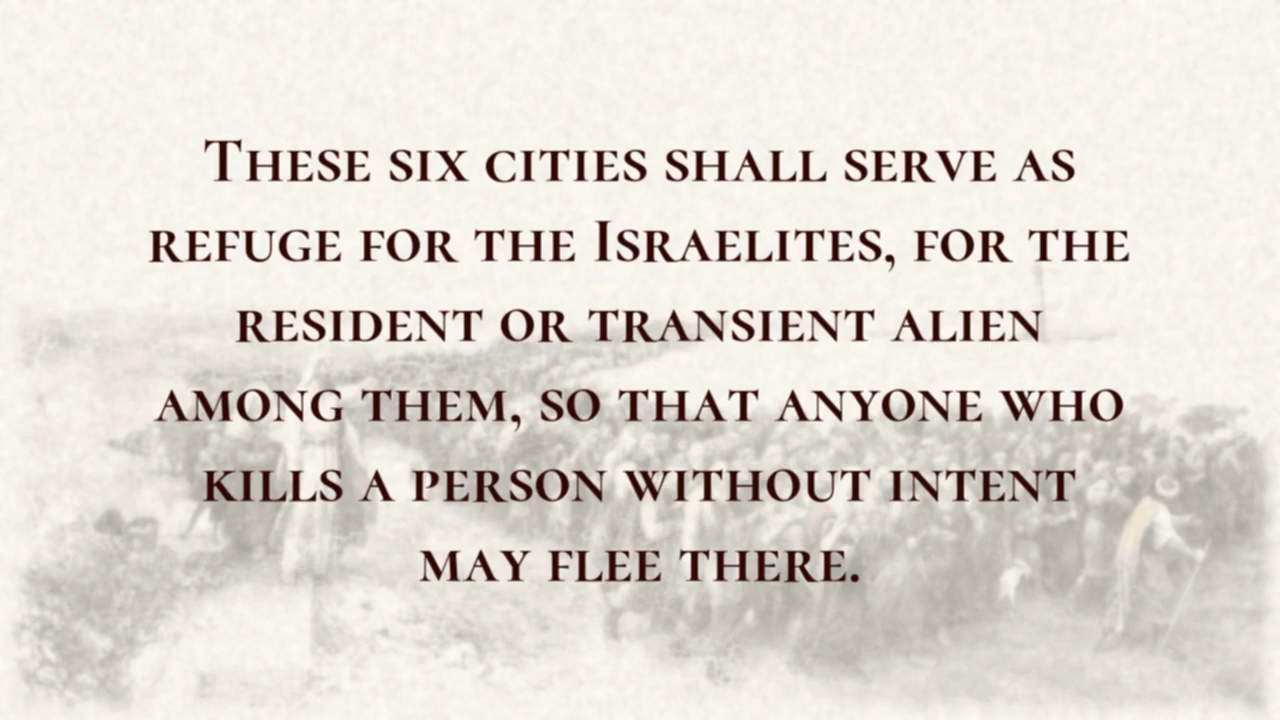 These six cities shall serve as
refuge for the Israelites, for the
resident or transient alien
among them, so that anyone who
kills a person without intent
may flee there.